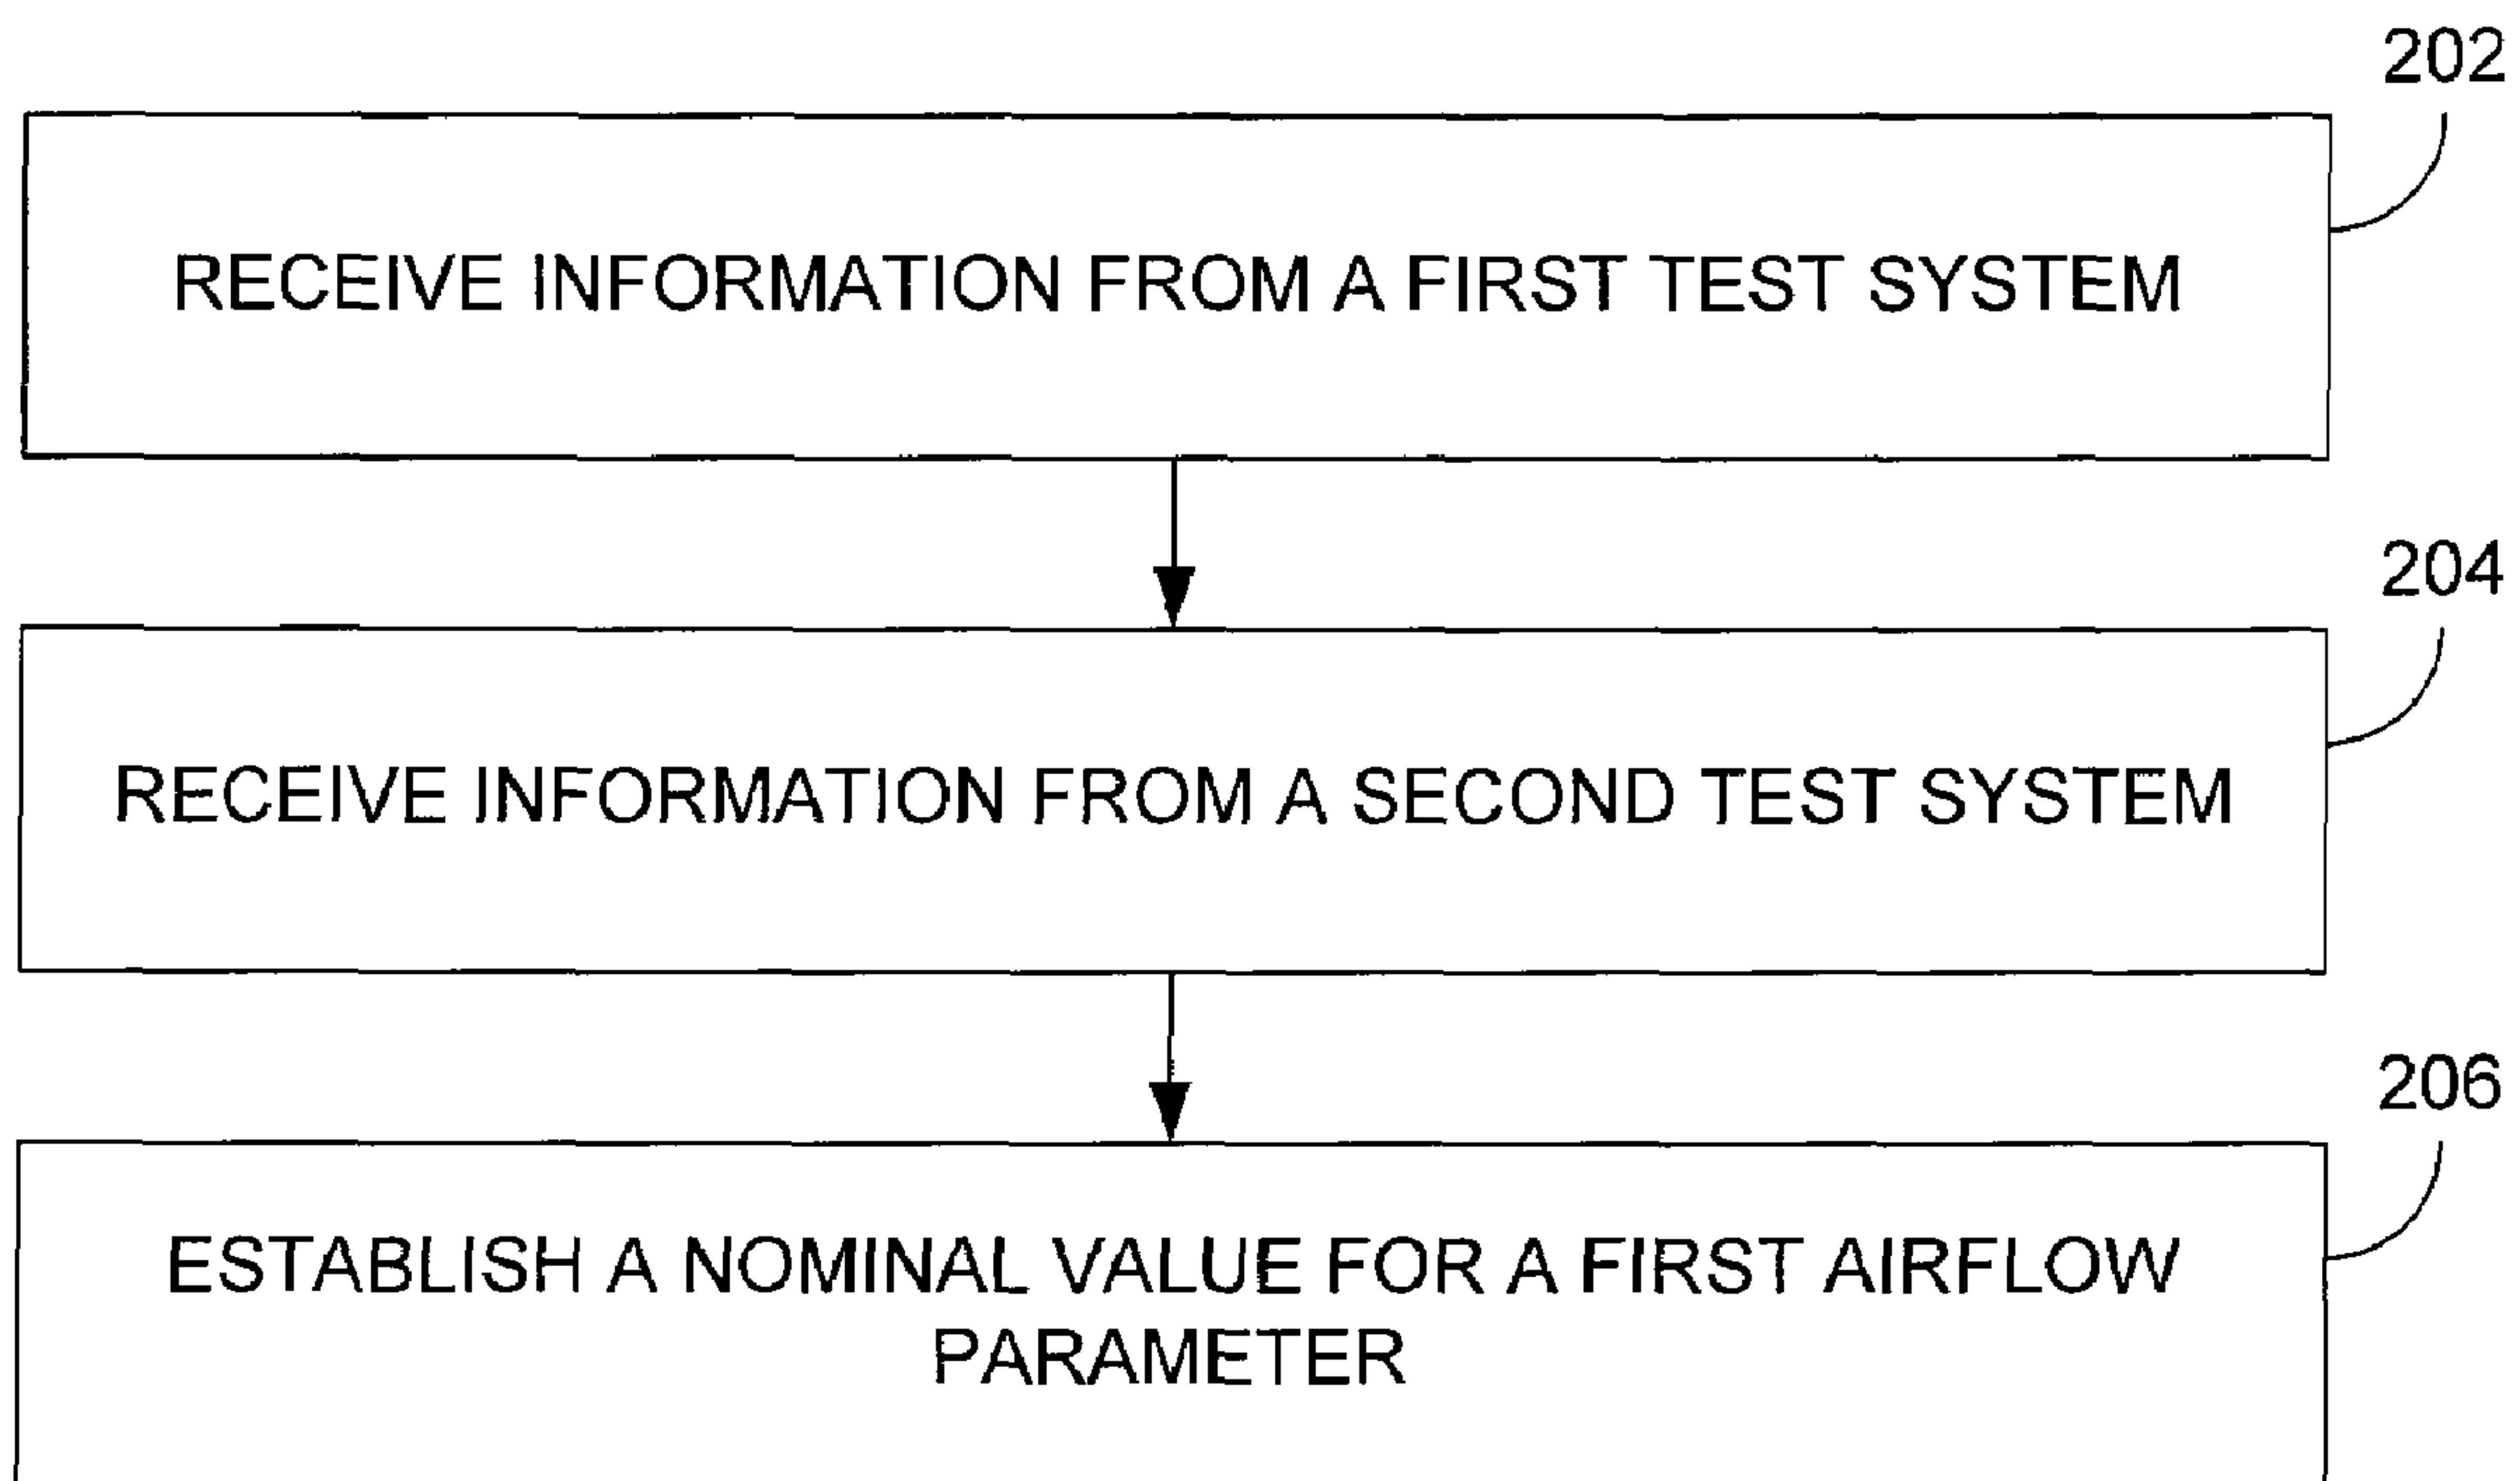 202
RECEIVE INFORMATION FROM A FIRST TEST SYSTEM
204
RECEIVE INFORMATION FROM A SECOND TEST SYSTEM
206
ESTABLISH A NOMINAL VALUE FOR A FIRST AIRFLOW
PARAMETER